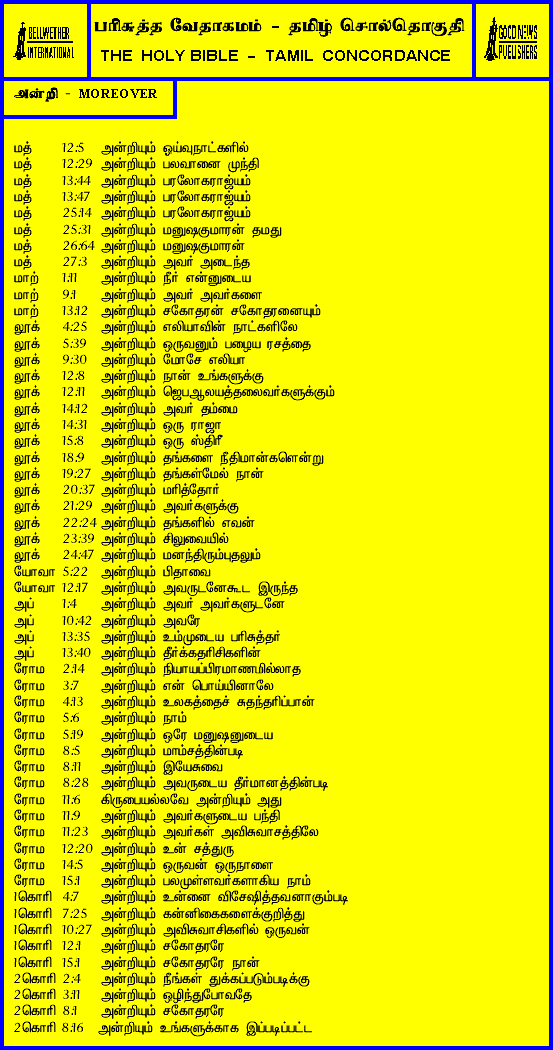 BELLWETHER INTERNATIONAL
பரிசுத்த வேதாகமம் - தமிழ் சொல்தொகுதி
THE HOLY BIBLE - TAMIL CONCORDANCE
GOOD NEWS PUBLISHERS
அன்றி - MOREOVER
மத் 12:5 அன்றியும் ஓய்வுநாட்களில்
மத் 12:29 அன்றியும் பலவானை முந்தி
மத் 13:44 அன்றியும் பரலோகராஜ்யம்
மத் 13:47 அன்றியும் பரலோகராஜ்யம்
மத் 25:14 அன்றியும் பரலோகராஜ்யம்
மத் 25:31 அன்றியும் மனுஷகுமாரன் தமது
மத் 26:64 அன்றியும் மனுஷகுமாரன்
மத் 27:3 அன்றியும் அவர் அடைந்த
மாற் 1:11 அன்றியும் நீர் என்னுடைய
மாற் 9:1 அன்றியும் அவர் அவர்களை
மாற் 13:12 அன்றியும் சகோதரன் சகோதரனையும்
லூக் 4:25 அன்றியும் எலியாவின் நாட்களிலே
லூக் 5:39 அன்றியும் ஒருவனும் பழைய ரசத்தை
லூக் 9:30 அன்றியும் மோசே எலியா
லூக் 12:8 அன்றியும் நான் உங்களுக்கு
லூக் 12:11 அன்றியும் ஜெபஆலயத்தலைவர்களுக்கும்
லூக் 14:12 அன்றியும் அவர் தம்மை
லூக் 14:31 அன்றியும் ஒரு ராஜா
லூக் 15:8 அன்றியும் ஒரு ஸ்திரீ
லூக் 18:9 அன்றியும் தங்களை நீதிமான்களென்று
லூக் 19:27 அன்றியும் தங்கள்மேல் நான்
லூக் 20:37 அன்றியும் மரித்தோர்
லூக் 21:29 அன்றியும் அவர்களுக்கு
லூக் 22:24 அன்றியும் தங்களில் எவன்
லூக் 23:39 அன்றியும் சிலுவையில்
லூக் 24:47 அன்றியும் மனந்திரும்புதலும்
யோவா 5:22 அன்றியும் பிதாவை
யோவா 12:17 அன்றியும் அவருடனேகூட இருந்த
அப் 1:4 அன்றியும் அவர் அவர்களுடனே
அப் 10:42 அன்றியும் அவரே
அப் 13:35 அன்றியும் உம்முடைய பரிசுத்தர்
அப் 13:40 அன்றியும் தீர்க்கதரிசிகளின்
ரோம 2:14 அன்றியும் நியாயப்பிரமாணமில்லாத
ரோம 3:7 அன்றியும் என் பொய்யினாலே
ரோம 4:13 அன்றியும் உலகத்தைச் சுதந்தரிப்பான்
ரோம 5:6 அன்றியும் நாம்
ரோம 5:19 அன்றியும் ஒரே மனுஷனுடைய
ரோம 8:5 அன்றியும் மாம்சத்தின்படி
ரோம 8:11 அன்றியும் இயேசுவை
ரோம 8:28 அன்றியும் அவருடைய தீர்மானத்தின்படி
ரோம 11:6 கிருபையல்லவே அன்றியும் அது
ரோம 11:9 அன்றியும் அவர்களுடைய பந்தி
ரோம 11:23 அன்றியும் அவர்கள் அவிசுவாசத்திலே
ரோம 12:20 அன்றியும் உன் சத்துரு
ரோம 14:5 அன்றியும் ஒருவன் ஒருநாளை
ரோம 15:1 அன்றியும் பலமுள்ளவர்களாகிய நாம்
1கொரி 4:7 அன்றியும் உன்னை விசேஷித்தவனாகும்படி
1கொரி 7:25 அன்றியும் கன்னிகைகளைக்குறித்து
1கொரி 10:27 அன்றியும் அவிசுவாசிகளில் ஒருவன்
1கொரி 12:1 அன்றியும் சகோதரரே
1கொரி 15:1 அன்றியும் சகோதரரே நான்
2கொரி 2:4 அன்றியும் நீங்கள் துக்கப்படும்படிக்கு
2கொரி 3:11 அன்றியும் ஒழிந்துபோவதே
2கொரி 8:1 அன்றியும் சகோதரரே
2கொரி 8:16 அன்றியும் உங்களுக்காக இப்படிப்பட்ட